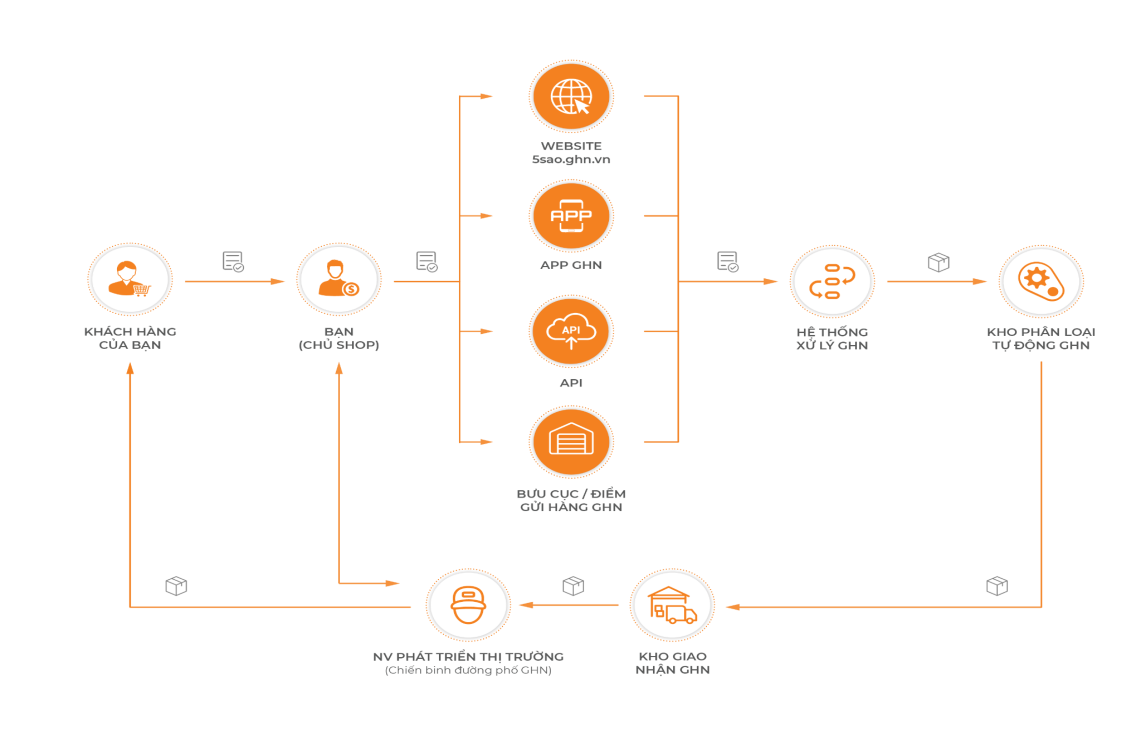 WEBSITE
5sao.ghn.vn
APP
APP GHN
KHÁCH HÀNG
CỦA BẠN
BẠN
(CHỦ SHOP)
$
API
API
HỆ THỐNG
XỬ LÝ GHN
KHO PHÂN LOẠI
TỰ ĐỘNG GHN
BƯU CỤC / ĐIỂM
GỬI HÀNG GHN
NV PHÁT TRIỂN THỊ TRƯỜNG
(Chiến binh đường phố GHN)
KHO GIAO
NHẬN GHN